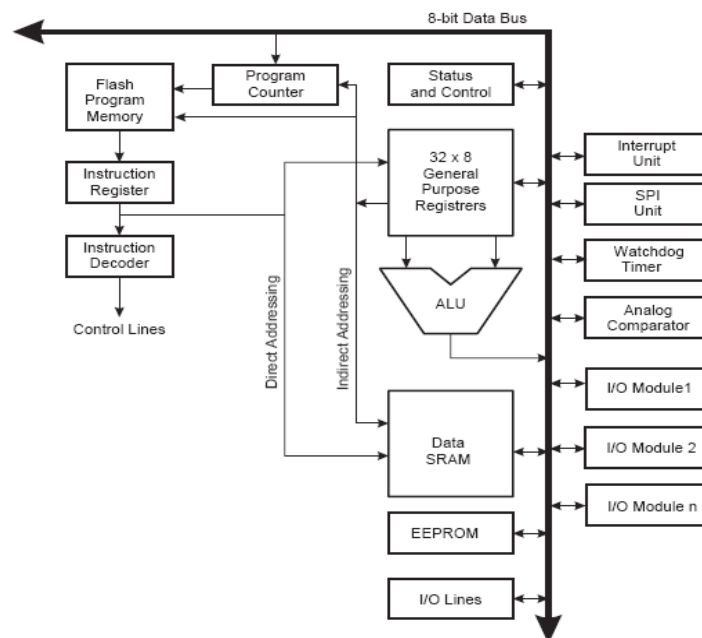 8-bit Data Bus
Flash
Program
Memory
Program
Counter
Status
and Control
Instruction
Register
32 x 8
General
Purpose
Registrers
Interrupt
Unit
SPI
Unit
Instruction
Decoder
Watchdog
Timer
ALU
Analog
Comparator
Control Lines
Direct Addressing
Indirect Addressing
I/O Module1
Data
SRAM
I/O Module 2
I/O Module n
EEPROM
I/O Lines